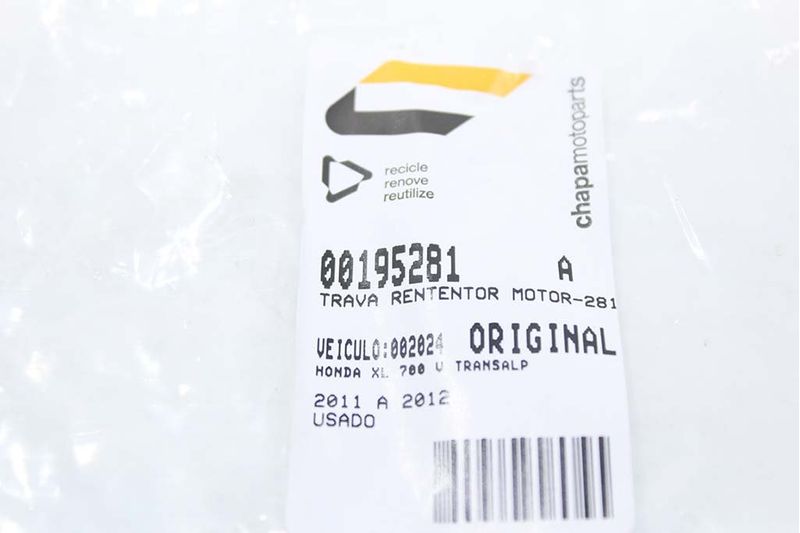 chapamotoparts
recicle
renove
reutilize
00195281 A
TRAVA RENTENTOR MOTOR-281
VEICULO:002024 ORIGINAL
HONDA XL 700 V TRANSALP
2011 A 2012
USADO